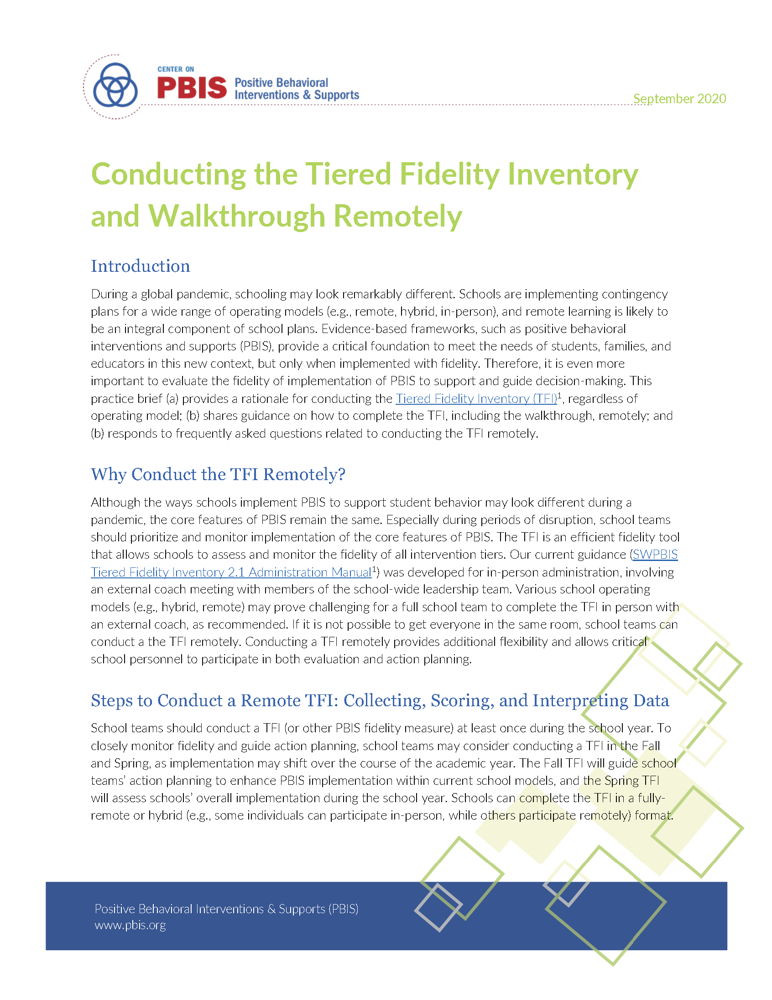 CENTER ON
PBIS Positive Behavioral
Interventions & Supports
September 2020
Conducting the Tiered Fidelity Inventory
and Walkthrough Remotely
Introduction
During a global pandemic, schooling may look remarkably different. Schools are implementing contingency
plans for a wide range of operating models (e.g., remote, hybrid, in-person), and remote learning is likely to
be an integral component of school plans. Evidence-based frameworks, such as positive behavioral
interventions and supports (PBIS), provide a critical foundation to meet the needs of students, families, and
educators in this new context, but only when implemented with fidelity. Therefore, it is even more
important to evaluate the fidelity of implementation of PBIS to support and guide decision-making. This
practice brief (a) provides a rationale for conducting the Tiered Fidelity Inventory (TFI)¹, regardless of
operating model; (b) shares guidance on how to complete the TFI, including the walkthrough, remotely; and
(b) responds to frequently asked questions related to conducting the TFI remotely.
Why Conduct the TFI Remotely?
Although the ways schools implement PBIS to support student behavior may look different during a
pandemic, the core features of PBIS remain the same. Especially during periods of disruption, school teams
should prioritize and monitor implementation of the core features of PBIS. The TFI is an efficient fidelity tool
that allows schools to assess and monitor the fidelity of all intervention tiers. Our current guidance (SWPBIS
Tiered Fidelity Inventory 2.1 Administration Manual¹) was developed for in-person administration, involving
an external coach meeting with members of the school-wide leadership team. Various school operating
models (e.g., hybrid, remote) may prove challenging for a full school team to complete the TFI in person with
an external coach, as recommended. If it is not possible to get everyone in the same room, school teams can
conduct a the TFI remotely. Conducting a TFI remotely provides additional flexibility and allows critical
school personnel to participate in both evaluation and action planning.
Steps to Conduct a Remote TFI: Collecting, Scoring, and Interpreting Data
School teams should conduct a TFI (or other PBIS fidelity measure) at least once during the school year. To
closely monitor fidelity and guide action planning, school teams may consider conducting a TFI in the Fall
and Spring, as implementation may shift over the course of the academic year. The Fall TFI will guide school
teams’ action planning to enhance PBIS implementation within current school models, and the Spring TFI
will assess schools’ overall implementation during the school year. Schools can complete the TFI in a fully-
remote or hybrid (e.g., some individuals can participate in-person, while others participate remotely) format.
Positive Behavioral Interventions & Supports (PBIS)
www.pbis.org